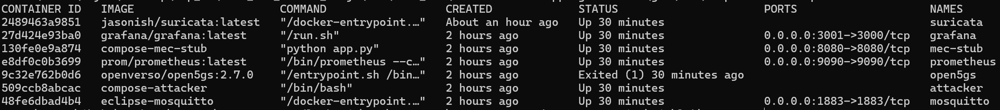 CONTAINER ID   IMAGE                      COMMAND                  CREATED             STATUS                      PORTS                    NAMES
2489463a9851   jasonish/suricata:latest   "/docker-entrypoint.…"   About an hour ago   Up 30 minutes                                        suricata
27d424e93ba0   grafana/grafana:latest     "/run.sh"                2 hours ago         Up 30 minutes               0.0.0.0:3001->3000/tcp   grafana
130fe0e9a874   compose-mec-stub           "python app.py"          2 hours ago         Up 30 minutes               0.0.0.0:8080->8080/tcp   mec-stub
e8df0c0b3699   prom/prometheus:latest     "/bin/prometheus --c…"   2 hours ago         Up 30 minutes               0.0.0.0:9090->9090/tcp   prometheus
9c32e762b0d6   openverso/open5gs:2.7.0    "/entrypoint.sh /bin…"   2 hours ago         Exited (1) 30 minutes ago                            open5gs
509ccb8abcac   compose-attacker           "/bin/bash"              2 hours ago         Up 30 minutes                                        attacker
48fe6dbad4b4   eclipse-mosquitto          "/docker-entrypoint.…"   2 hours ago         Up 30 minutes               0.0.0.0:1883->1883/tcp   mosquitto